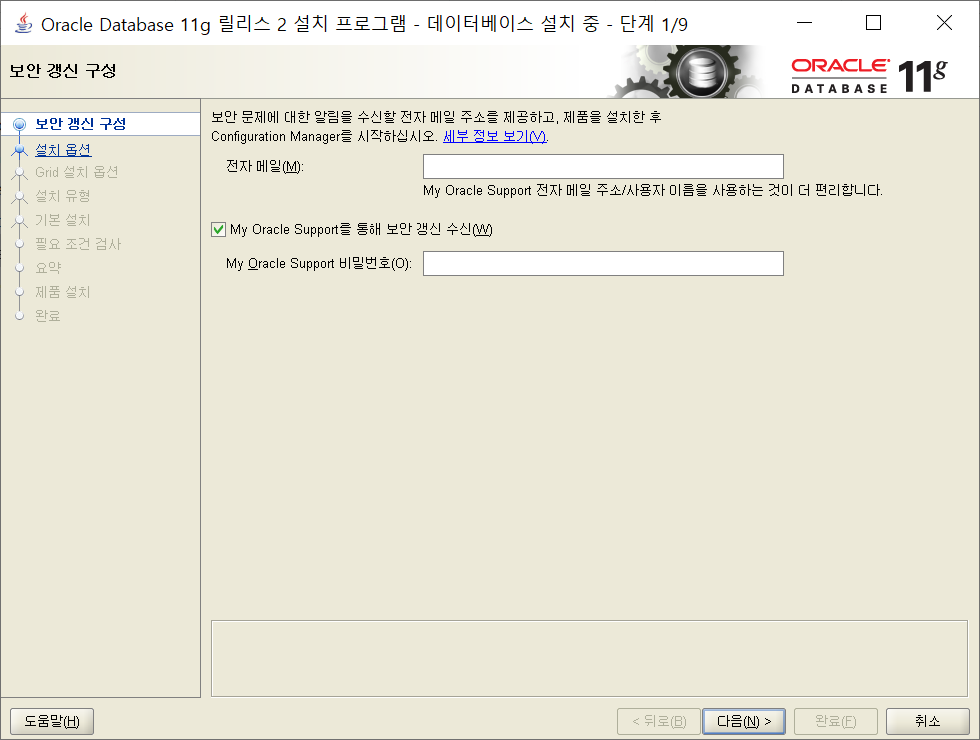 Oracle Database 11g 릴리스 2 설치 프로그램 - 데이터베이스 설치 중 - 단계 1/9
보안 갱신 구성
ORACLE
DATABASE 11g
보안 갱신 구성
설치 옵션
Grid 설치 옵션
설치 유형
기본 설치
필요 조건 검사
요약
제품 설치
완료
보안 문제에 대한 알림을 수신할 전자 메일 주소를 제공하고, 제품을 설치한 후
Configuration Manager를 시작하십시오. 세부 정보 보기(V).
전자 메일(M):
My Oracle Support 전자 메일 주소/사용자 이름을 사용하는 것이 더 편리합니다.
My Oracle Support를 통해 보안 갱신 수신(W)
My Oracle Support 비밀번호(O):
도움말(H)
< 뒤로(B)
다음(N) >
완료(F)
취소